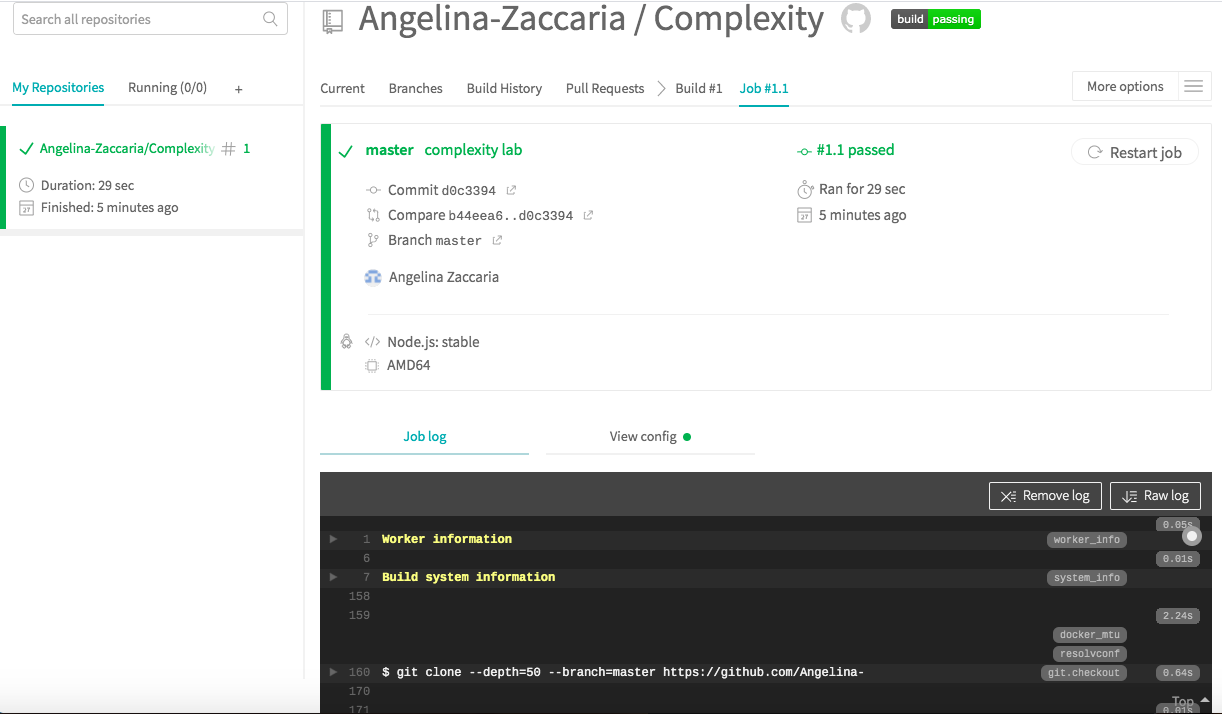 Search all repositories
Angelina-Zaccaria / Complexity
build passing
My Repositories Running (0/0) +
Current Branches Build History Pull Requests Build #1 Job #1.1
More options
Angelina-Zaccaria/Complexity # 1
Duration: 29 sec
Finished: 5 minutes ago
master complexity lab
#1.1 passed
Restart job
Commit d0c3394
Ran for 29 sec
Compare b44eea6..d0c3394
5 minutes ago
Branch master
Angelina Zaccaria
Node.js: stable
AMD64
Job log View config
Remove log Raw log
0.05s
1 Worker information worker_info
6 0.01s
7 Build system information system_info
158
159 2.24s
docker_mtu
resolvconf
160 $ git clone --depth=50 --branch=master https://github.com/Angelina- git.checkout 0.64s
170
Top
171 0.01s